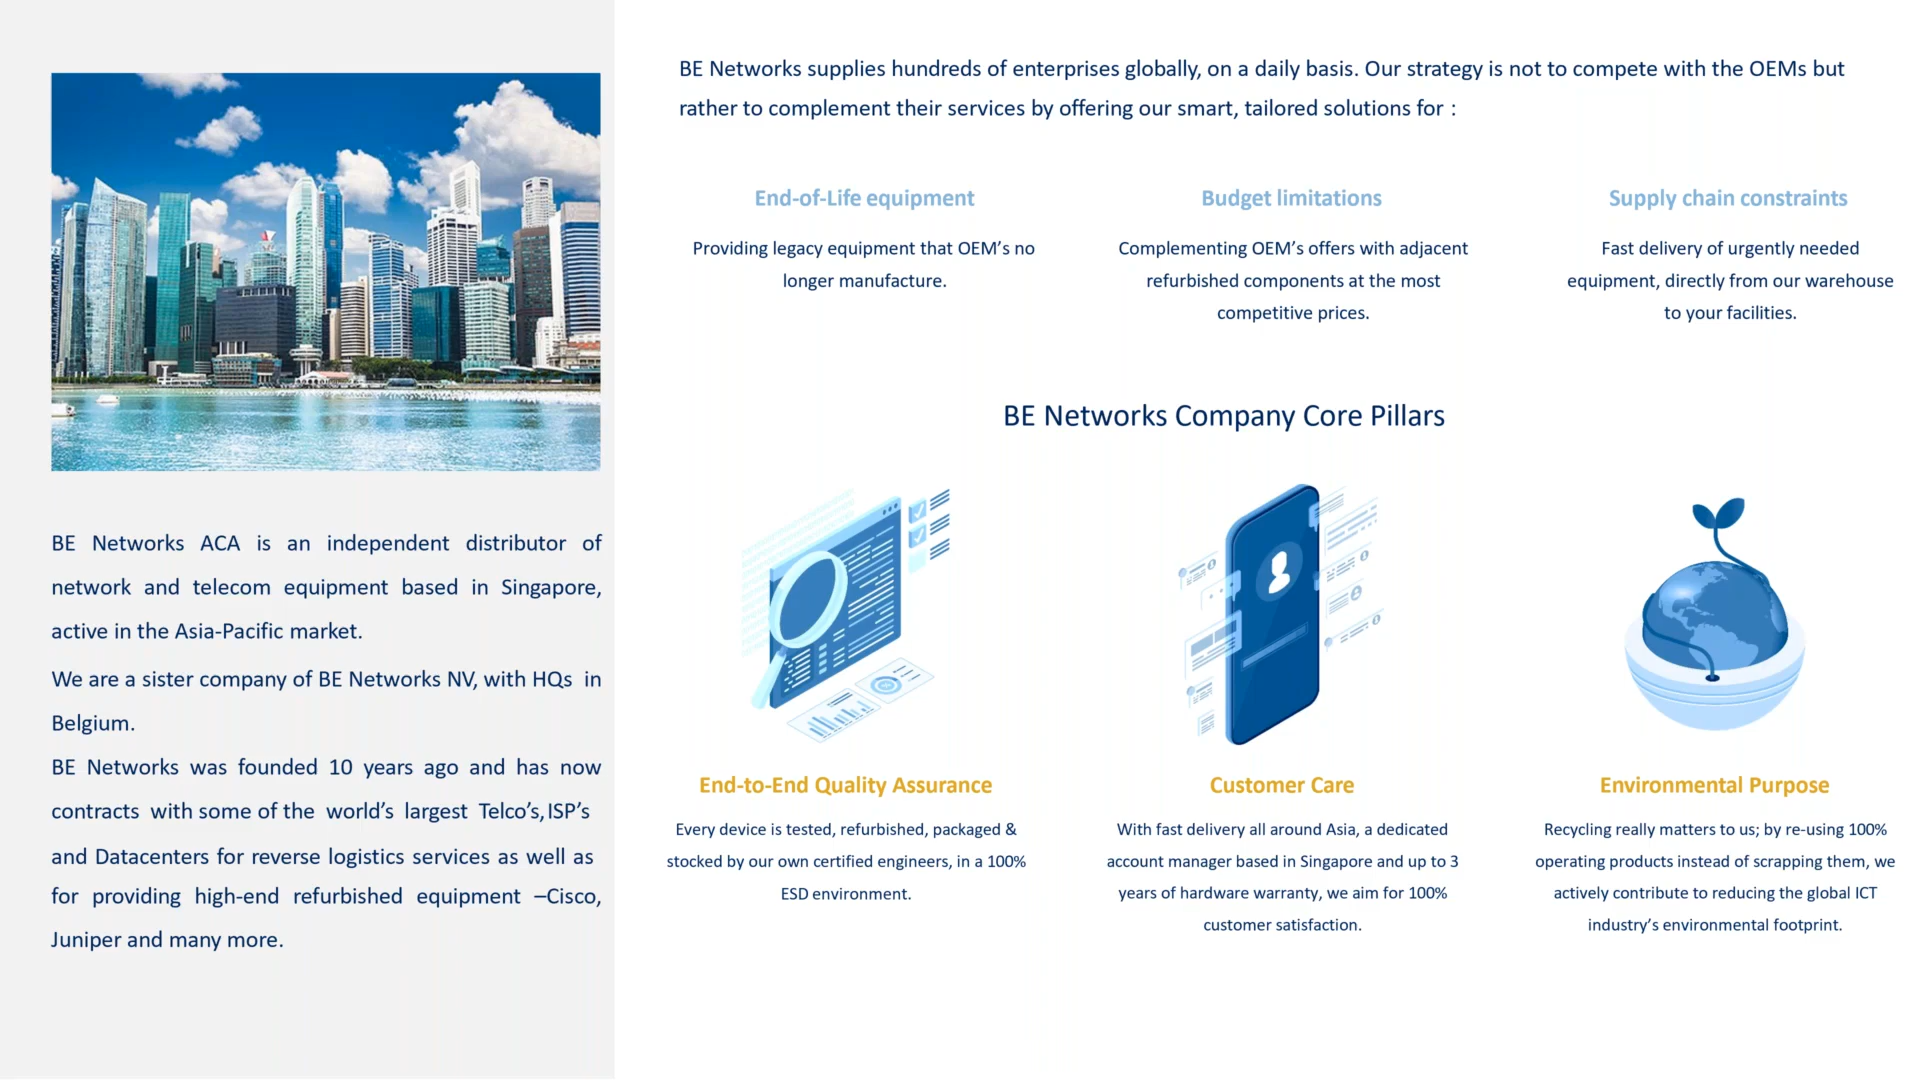 BE Networks ACA is an independent distributor of
network and telecom equipment based in Singapore,
active in the Asia-Pacific market.
We are a sister company of BE Networks NV, with HQs in
Belgium.
BE Networks was founded 10 years ago and has now
contracts with some of the world's largest Telco's, ISP's
and Datacenters for reverse logistics services as well as
for providing high-end refurbished equipment –Cisco,
Juniper and many more.
BE Networks supplies hundreds of enterprises globally, on a daily basis. Our strategy is not to compete with the OEMs but
rather to complement their services by offering our smart, tailored solutions for :
End-of-Life equipment
Providing legacy equipment that OEM's no
longer manufacture.
Budget limitations
Complementing OEM's offers with adjacent
refurbished components at the most
competitive prices.
Supply chain constraints
Fast delivery of urgently needed
equipment, directly from our warehouse
to your facilities.
BE Networks Company Core Pillars
End-to-End Quality Assurance
Every device is tested, refurbished, packaged &
stocked by our own certified engineers, in a 100%
ESD environment.
Customer Care
With fast delivery all around Asia, a dedicated
account manager based in Singapore and up to 3
years of hardware warranty, we aim for 100%
customer satisfaction.
Environmental Purpose
Recycling really matters to us; by re-using 100%
operating products instead of scrapping them, we
actively contribute to reducing the global ICT
industry's environmental footprint.